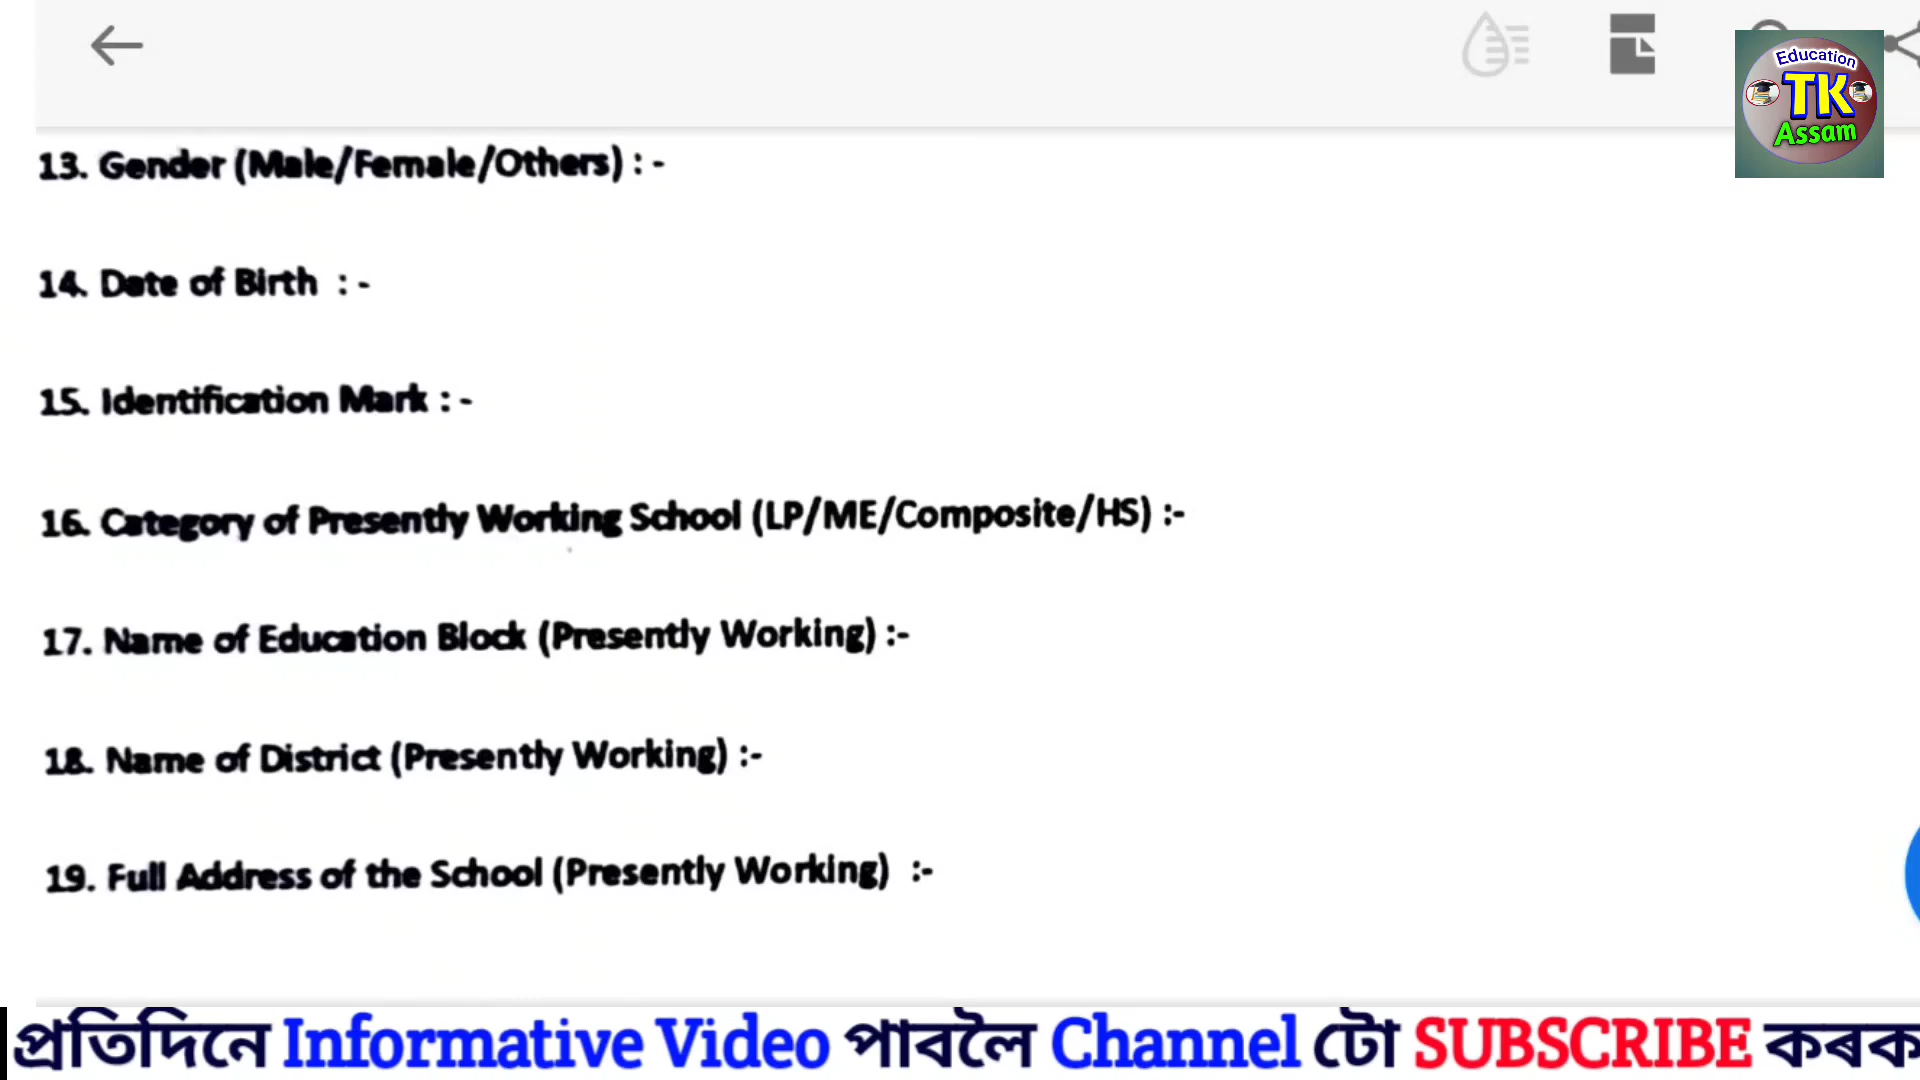 Education
TK
Assam
13. Gender (Male/Female/Others) : -
14. Date of Birth : -
15. Identification Mark : -
16. Category of Presently Working School (LP/ME/Composite/HS) :-
17. Name of Education Block (Presently Working) :-
18. Name of District (Presently Working) :-
19. Full Address of the School (Presently Working) :-
প্ৰতিদিনে Informative Video পাবলৈ Channel টো SUBSCRIBE কৰক